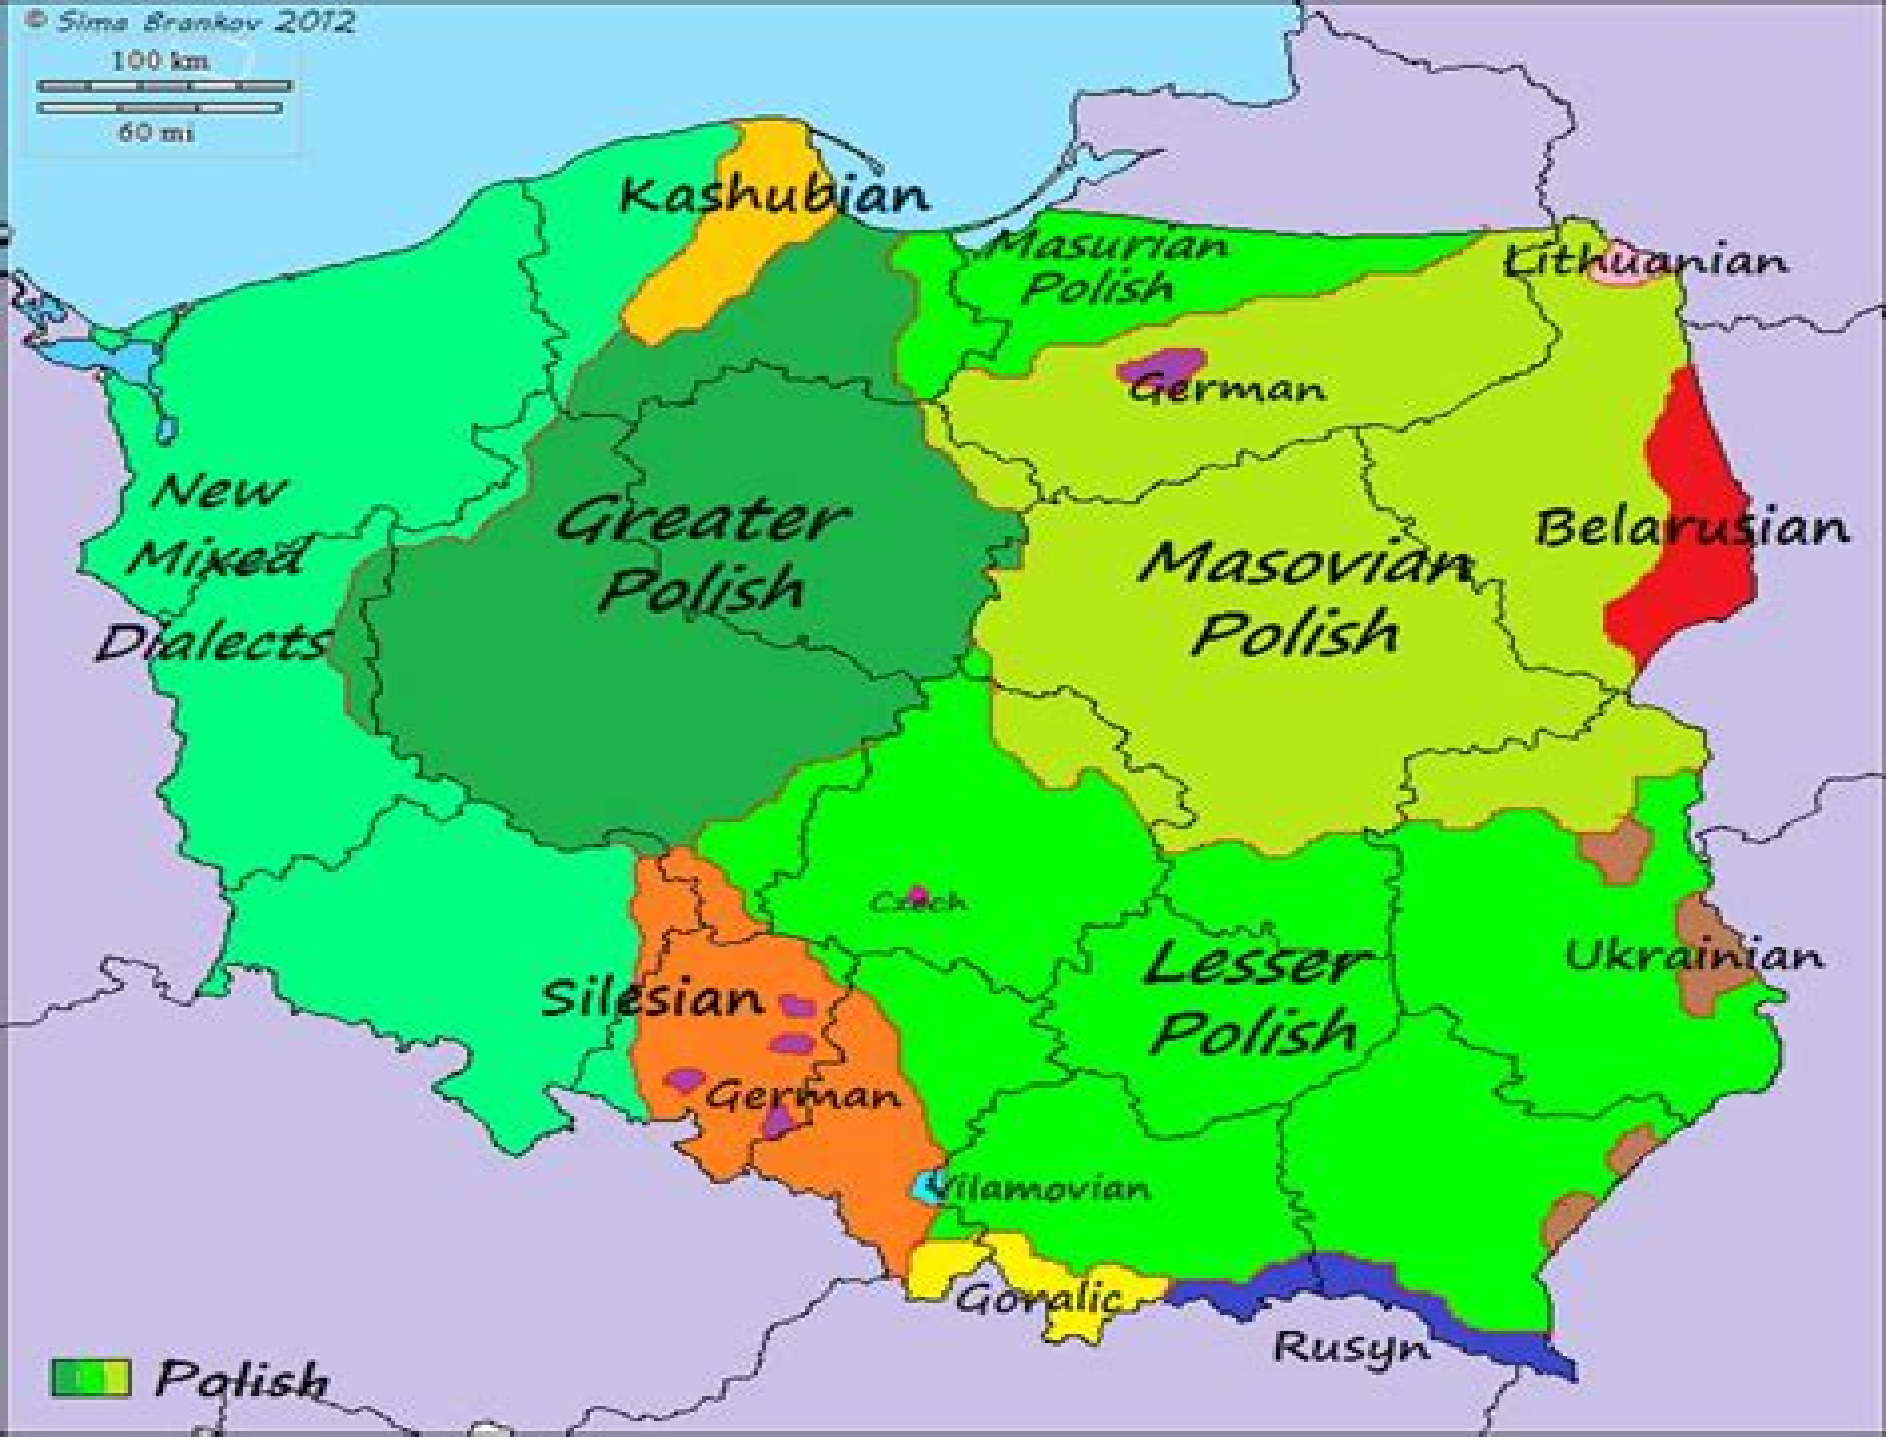 © Sima Brankov 2012
100 km
60 mi
Kashubian
Masurian
Polish
Lithuanian
German
New
Mixed
Dialects
Greater
Polish
Masovian
Polish
Belarusian
Czech
Silesian
German
Lesser
Polish
Ukrainian
Vilamovian
Goralic
Rusyn
Polish